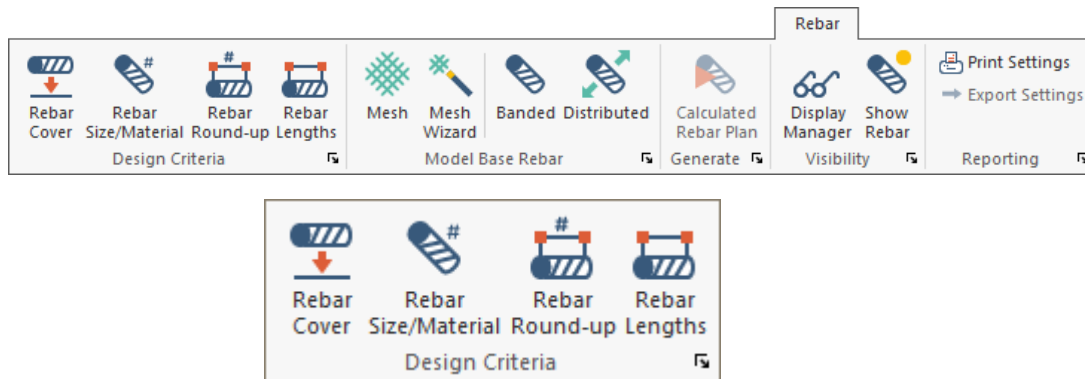 Rebar
# #
Rebar Cover
Rebar Size/Material
Rebar Round-up
Rebar Lengths
Mesh
Mesh Wizard
Banded
Distributed
Calculated Rebar Plan
Display Manager
Show Rebar
Print Settings
Export Settings
Design Criteria
Model Base Rebar
Generate
Visibility
Reporting
# #
Rebar Cover
Rebar Size/Material
Rebar Round-up
Rebar Lengths
Design Criteria